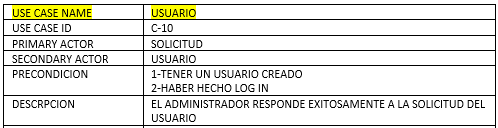 USE CASE NAME USUARIO
USE CASE ID C-10
PRIMARY ACTOR SOLICITUD
SECONDARY ACTOR USUARIO
PRECONDICION 1-TENER UN USUARIO CREADO
2-HABER HECHO LOG IN
DESCRPCION EL ADMINISTRADOR RESPONDE EXITOSAMENTE A LA SOLICITUD DEL
USUARIO